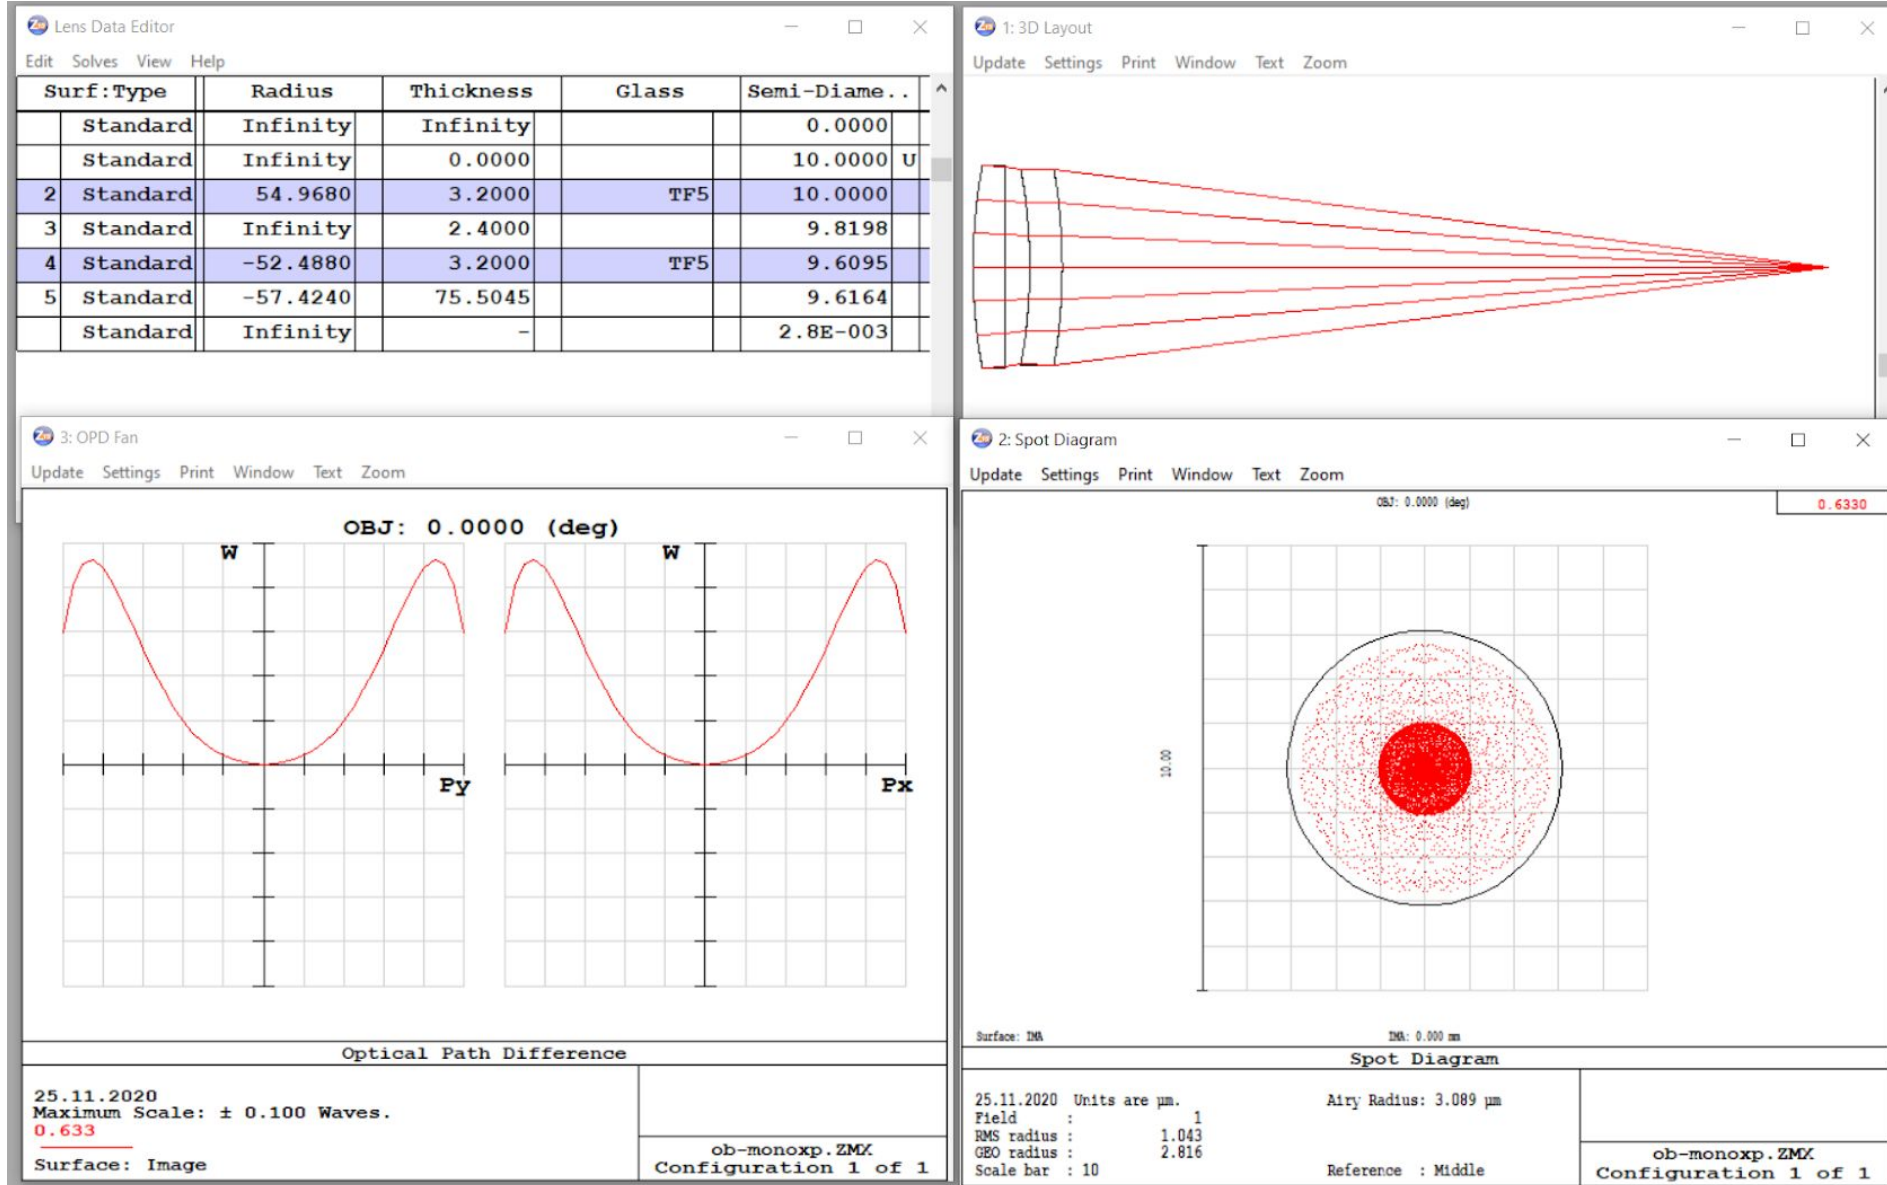 Lens Data Editor
Edit Solves View Help
Surf:Type Radius Thickness Glass Semi-Diame..
Standard Infinity Infinity 0.0000
Standard Infinity 0.0000 10.0000 U
2 Standard 54.9680 3.2000 TF5 10.0000
3 Standard Infinity 2.4000 9.8198
4 Standard -52.4880 3.2000 TF5 9.6095
5 Standard -57.4240 75.5045 9.6164
Standard Infinity - 2.8E-003
1: 3D Layout
Update Settings Print Window Text Zoom
3: OPD Fan
Update Settings Print Window Text Zoom
OBJ: 0.0000 (deg)
W W
Py Px
Optical Path Difference
25.11.2020
Maximum Scale: ± 0.100 Waves.
0.633
Surface: Image
ob-monoxp.ZMX
Configuration 1 of 1
2: Spot Diagram
Update Settings Print Window Text Zoom
OBJ: 0.0000 (deg)
0.6330
10.00
Surface: IMA
IMA: 0.000 mm
Spot Diagram
25.11.2020 Units are µm. Airy Radius: 3.089 µm
Field : 1
RMS radius : 1.043
GEO radius : 2.816
Scale bar : 10 Reference : Middle
ob-monoxp.ZMX
Configuration 1 of 1